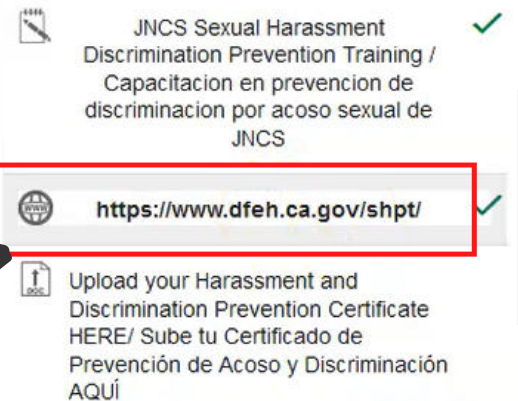 JNCS Sexual Harassment
Discrimination Prevention Training /
Capacitacion en prevencion de
discriminacion por acoso sexual de
JNCS
WWW
https://www.dfeh.ca.gov/shpt/
DOC
Upload your Harassment and
Discrimination Prevention Certificate
HERE/ Sube tu Certificado de
Prevención de Acoso y Discriminación
AQUÍ